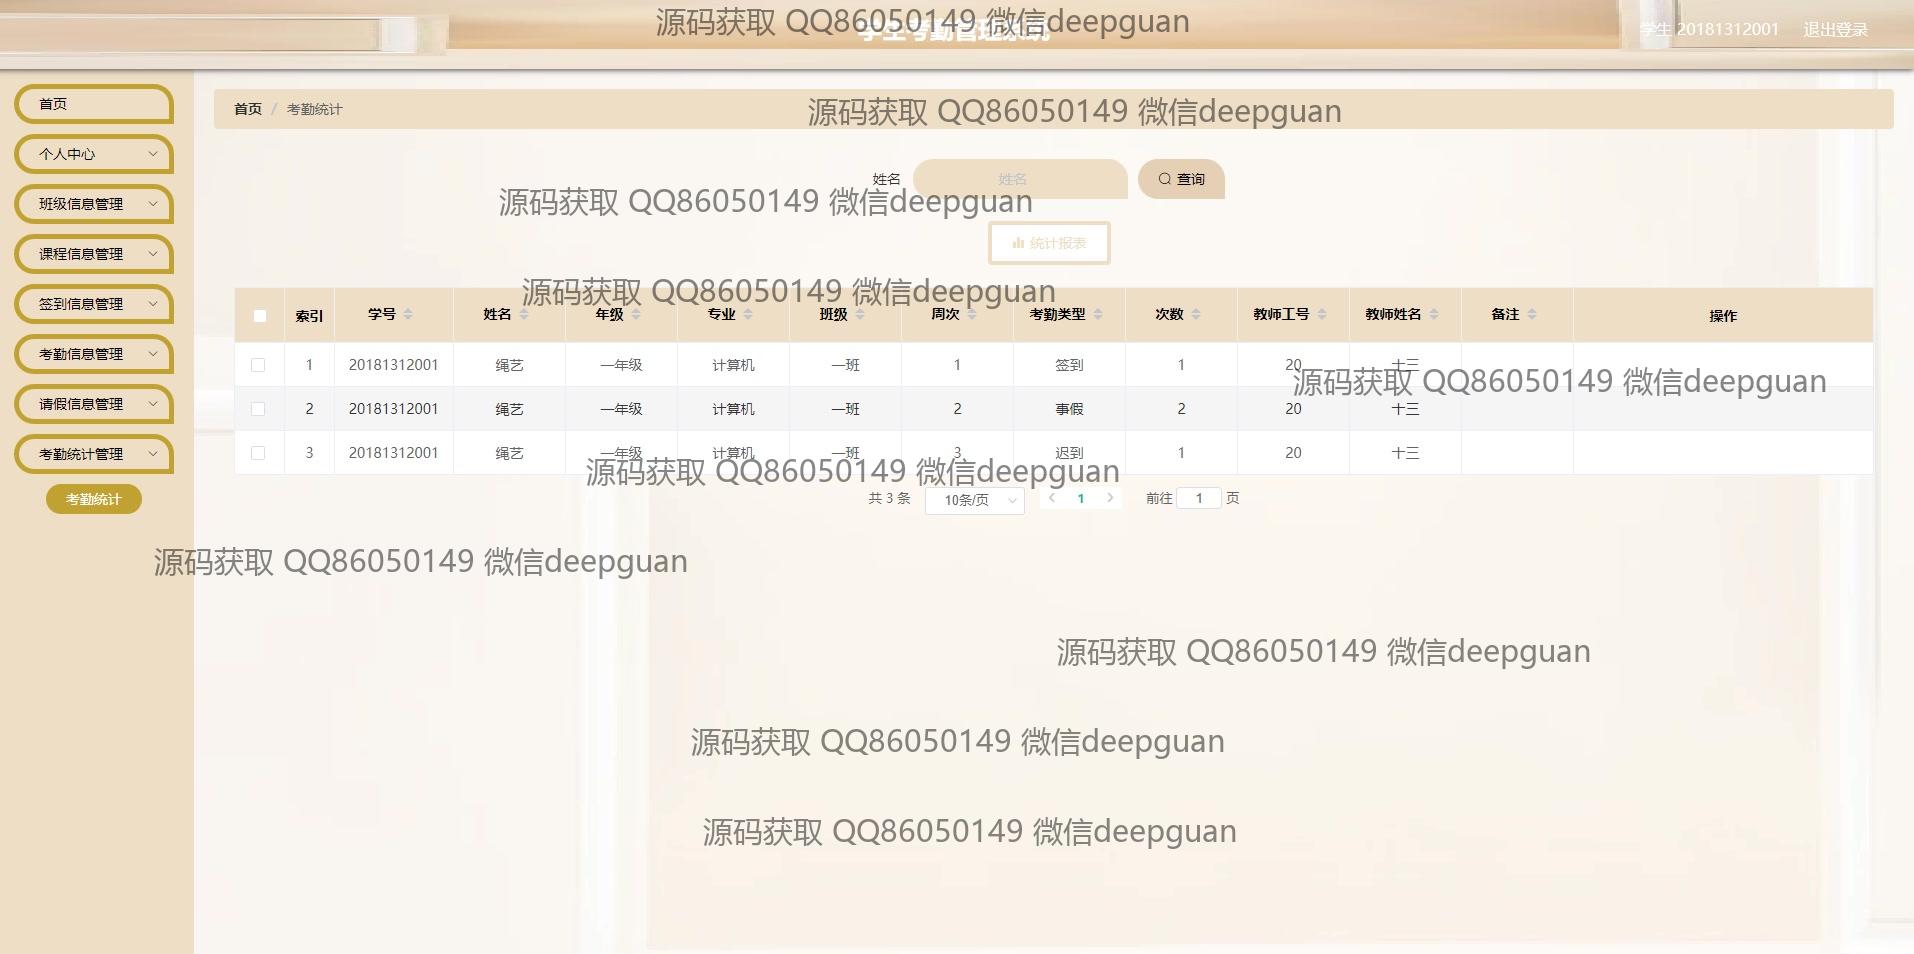 源码获取 QQ86050149 微信deepguan
学生考勤管理系统
学生 20181312001 退出登录
首页
个人中心
班级信息管理
课程信息管理
签到信息管理
考勤信息管理
请假信息管理
考勤统计管理
考勤统计
首页 / 考勤统计
源码获取 QQ86050149 微信deepguan
姓名 姓名 查询
源码获取 QQ86050149 微信deepguan
统计报表
源码获取 QQ86050149 微信deepguan
索引 学号 姓名 年级 专业 班级 周次 考勤类型 次数 教师工号 教师姓名 备注 操作
1 20181312001 绳艺 一年级 计算机 一班 1 签到 1 20 十三
源码获取 QQ86050149 微信deepguan
2 20181312001 绳艺 一年级 计算机 一班 2 事假 2 20 十三
3 20181312001 绳艺 一年级 计算机 一班 3 迟到 1 20 十三
源码获取 QQ86050149 微信deepguan
共 3 条 10条/页 1 前往 1 页
源码获取 QQ86050149 微信deepguan
源码获取 QQ86050149 微信deepguan
源码获取 QQ86050149 微信deepguan
源码获取 QQ86050149 微信deepguan